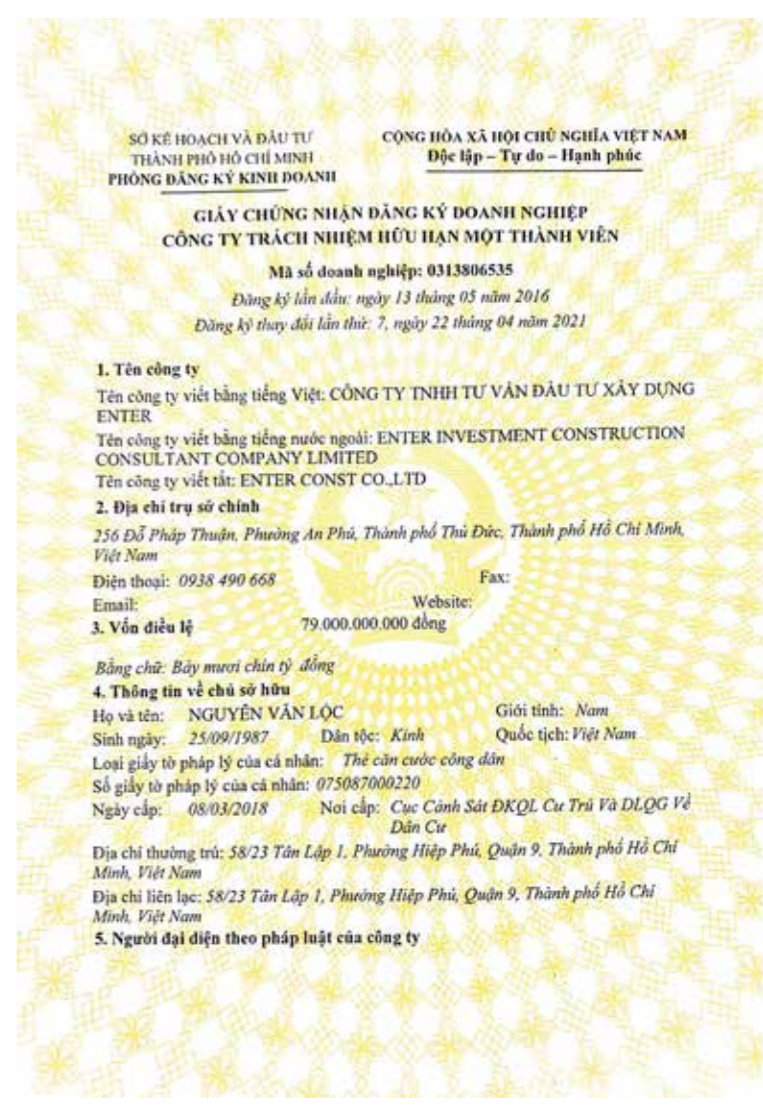 SỞ KẾ HOẠCH VÀ ĐẦU TƯ
THÀNH PHỐ HỒ CHÍ MINH
PHÒNG ĐĂNG KÝ KINH DOANH
CỘNG HÒA XÃ HỘI CHỦ NGHĨA VIỆT NAM
Độc lập – Tự do – Hạnh phúc
GIẤY CHỨNG NHẬN ĐĂNG KÝ DOANH NGHIỆP
CÔNG TY TRÁCH NHIỆM HỮU HẠN MỘT THÀNH VIÊN
Mã số doanh nghiệp: 0313806535
Đăng ký lần đầu: ngày 13 tháng 05 năm 2016
Đăng ký thay đổi lần thứ: 7, ngày 22 tháng 04 năm 2021
1. Tên công ty
Tên công ty viết bằng tiếng Việt: CÔNG TY TNHH TƯ VẤN ĐẦU TƯ XÂY DỰNG
ENTER
Tên công ty viết bằng tiếng nước ngoài: ENTER INVESTMENT CONSTRUCTION
CONSULTANT COMPANY LIMITED
Tên công ty viết tắt: ENTER CONST CO.,LTD
2. Địa chỉ trụ sở chính
256 Đỗ Pháp Thuận, Phường An Phú, Thành phố Thủ Đức, Thành phố Hồ Chí Minh,
Việt Nam
Điện thoại: 0938 490 668 Fax:
Email: Website:
3. Vốn điều lệ 79.000.000.000 đồng
Bằng chữ: Bảy mươi chín tỷ đồng
4. Thông tin về chủ sở hữu
Họ và tên: NGUYỄN VĂN LỘC Giới tính: Nam
Sinh ngày: 25/09/1987 Dân tộc: Kinh Quốc tịch: Việt Nam
Loại giấy tờ pháp lý của cá nhân: Thẻ căn cước công dân
Số giấy tờ pháp lý của cá nhân: 075087000220
Ngày cấp: 08/03/2018 Nơi cấp: Cục Cảnh Sát ĐKQL Cư Trú Và DLQG Về
Dân Cư
Địa chỉ thường trú: 58/23 Tân Lập 1, Phường Hiệp Phú, Quận 9, Thành phố Hồ Chí
Minh, Việt Nam
Địa chỉ liên lạc: 58/23 Tân Lập 1, Phường Hiệp Phú, Quận 9, Thành phố Hồ Chí
Minh, Việt Nam
5. Người đại diện theo pháp luật của công ty